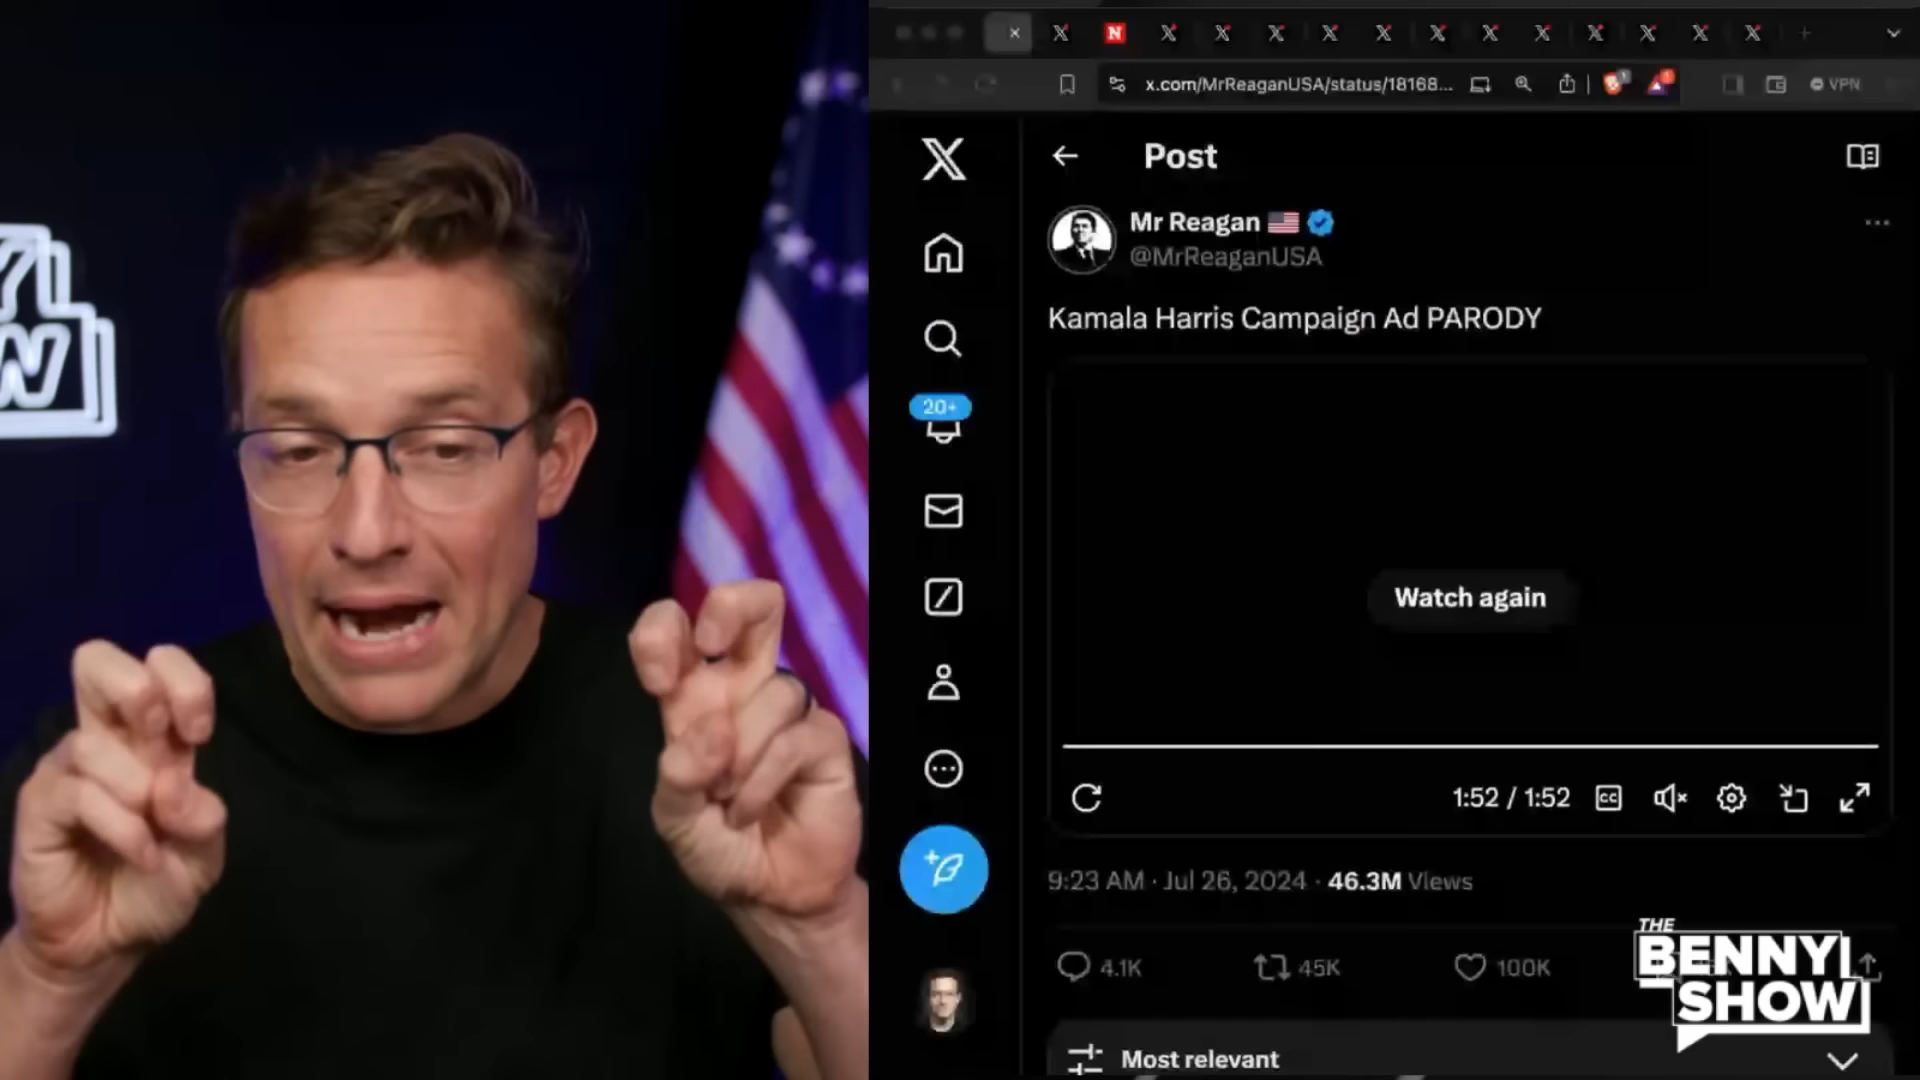 x.com/MrReaganUSA/status/18168...
VPN
Post
Mr Reagan
@MrReaganUSA
Kamala Harris Campaign Ad PARODY
20+
Watch again
1:52 / 1:52
CC
9:23 AM · Jul 26, 2024 · 46.3M Views
4.1K
45K
100K
THE
BENNY
SHOW
Most relevant